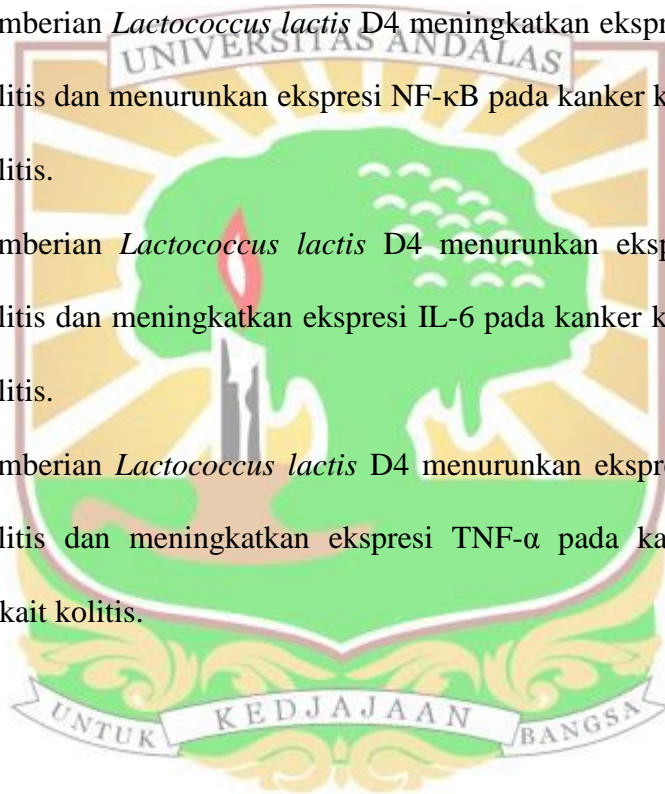 mberian Lactococcus lactis D4 meningkatkan ekspr
UNIVERSITAS ANDALAS
litis dan menurunkan ekspresi NF-κB pada kanker k
litis.
mberian Lactococcus lactis D4 menurunkan eksp
litis dan meningkatkan ekspresi IL-6 pada kanker k
litis.
mberian Lactococcus lactis D4 menurunkan ekspre
litis dan meningkatkan ekspresi TNF-α pada ka
kait kolitis.
UNTUK KEDJAJAAN BANGSA